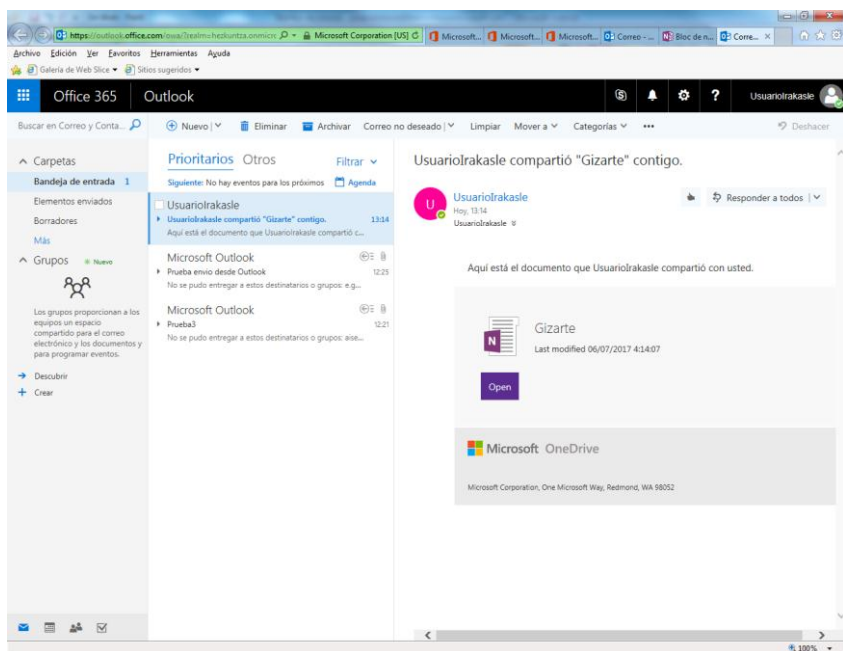 https://outlook.office.com/owa/?realm=hezkuntza.onmicr
Microsoft Corporation [US]
Microsoft...
Microsoft...
Microsoft...
Correo - ...
Bloc de n...
Corre...
Archivo Edición Ver Favoritos Herramientas Ayuda
Galería de Web Slice
Sitios sugeridos
Office 365
Outlook
?
UsuarioIrakasle
Buscar en Correo y Conta...
Nuevo
Eliminar
Archivar
Correo no deseado
Limpiar
Mover a
Categorías
Deshacer
Carpetas
Bandeja de entrada 1
Elementos enviados
Borradores
Más
Grupos
Nuevo
Los grupos proporcionan a los
equipos un espacio
compartido para el correo
electrónico y los documentos y
para programar eventos.
Descubrir
Crear
Prioritarios Otros
Filtrar
Siguiente: No hay eventos para los próximos
Agenda
UsuarioIrakasle
UsuarioIrakasle compartió "Gizarte" contigo. 13:14
Aquí está el documento que UsuarioIrakasle compartió c...
Microsoft Outlook
Prueba envio desde Outlook 12:25
No se pudo entregar a estos destinatarios o grupos: e.g...
Microsoft Outlook
Prueba3 12:21
No se pudo entregar a estos destinatarios o grupos: aise...
UsuarioIrakasle compartió "Gizarte" contigo.
U
UsuarioIrakasle
Hoy, 13:14
UsuarioIrakasle
Responder a todos
Aquí está el documento que UsuarioIrakasle compartió con usted.
N
Gizarte
Last modified 06/07/2017 4:14:07
Open
Microsoft OneDrive
Microsoft Corporation, One Microsoft Way, Redmond, WA 98052
100%